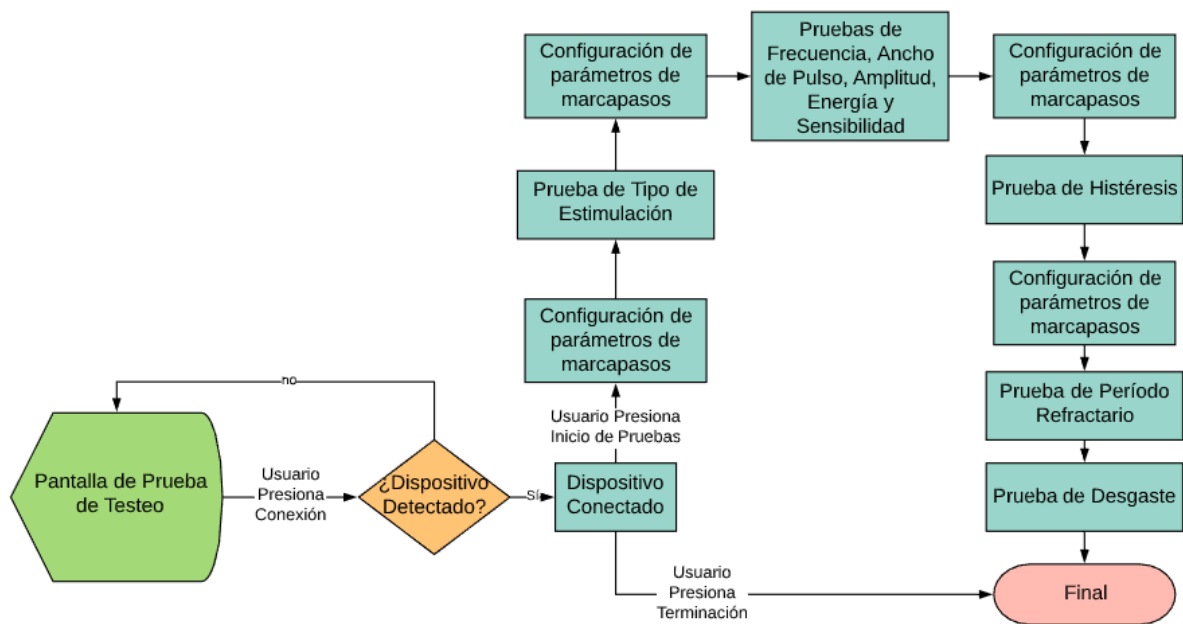 Pantalla de Prueba
de Testeo
Usuario
Presiona
Conexión
¿Dispositivo
Detectado?
no
Sí
Dispositivo
Conectado
Usuario Presiona
Inicio de Pruebas
Configuración de
parámetros de
marcapasos
Prueba de Tipo de
Estimulación
Configuración de
parámetros de
marcapasos
Pruebas de
Frecuencia, Ancho
de Pulso, Amplitud,
Energía y
Sensibilidad
Configuración de
parámetros de
marcapasos
Prueba de Histéresis
Configuración de
parámetros de
marcapasos
Prueba de Período
Refractario
Prueba de Desgaste
Usuario
Presiona
Terminación
Final